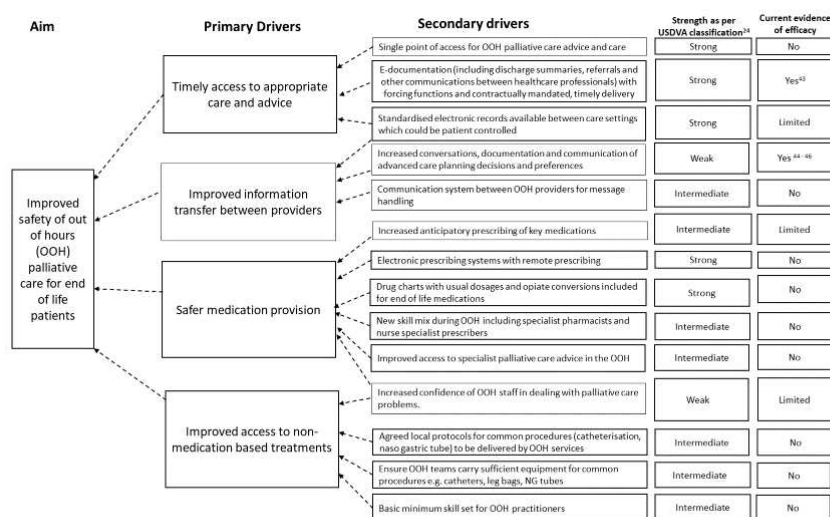 Aim
Primary Drivers
Secondary drivers
Strength as per
USDVA classification²⁴
Current evidence
of efficacy
Improved
safety of out
of hours
(OOH)
palliative
care for end
of life
patients
Timely access to appropriate
care and advice
Improved information
transfer between providers
Safer medication provision
Improved access to non-
medication based treatments
Single point of access for OOH palliative care advice and care
Strong
No
E-documentation (including discharge summaries, referrals and
other communications between healthcare professionals) with
forcing functions and contractually mandated, timely delivery
Strong
Yes⁴³
Standardised electronic records available between care settings
which could be patient controlled
Strong
Limited
Increased conversations, documentation and communication of
advanced care planning decisions and preferences
Weak
Yes ⁴⁴⁻⁴⁶
Communication system between OOH providers for message
handling
Intermediate
No
Increased anticipatory prescribing of key medications
Intermediate
Limited
Electronic prescribing systems with remote prescribing
Strong
No
Drug charts with usual dosages and opiate conversions included
for end of life medications
Strong
No
New skill mix during OOH including specialist pharmacists and
nurse specialist prescribers
Intermediate
No
Improved access to specialist palliative care advice in the OOH
Intermediate
No
Increased confidence of OOH staff in dealing with palliative care
problems.
Weak
Limited
Agreed local protocols for common procedures (catheterisation,
naso gastric tube) to be delivered by OOH services
Intermediate
No
Ensure OOH teams carry sufficient equipment for common
procedures e.g. catheters, leg bags, NG tubes
Intermediate
No
Basic minimum skill set for OOH practitioners
Intermediate
No